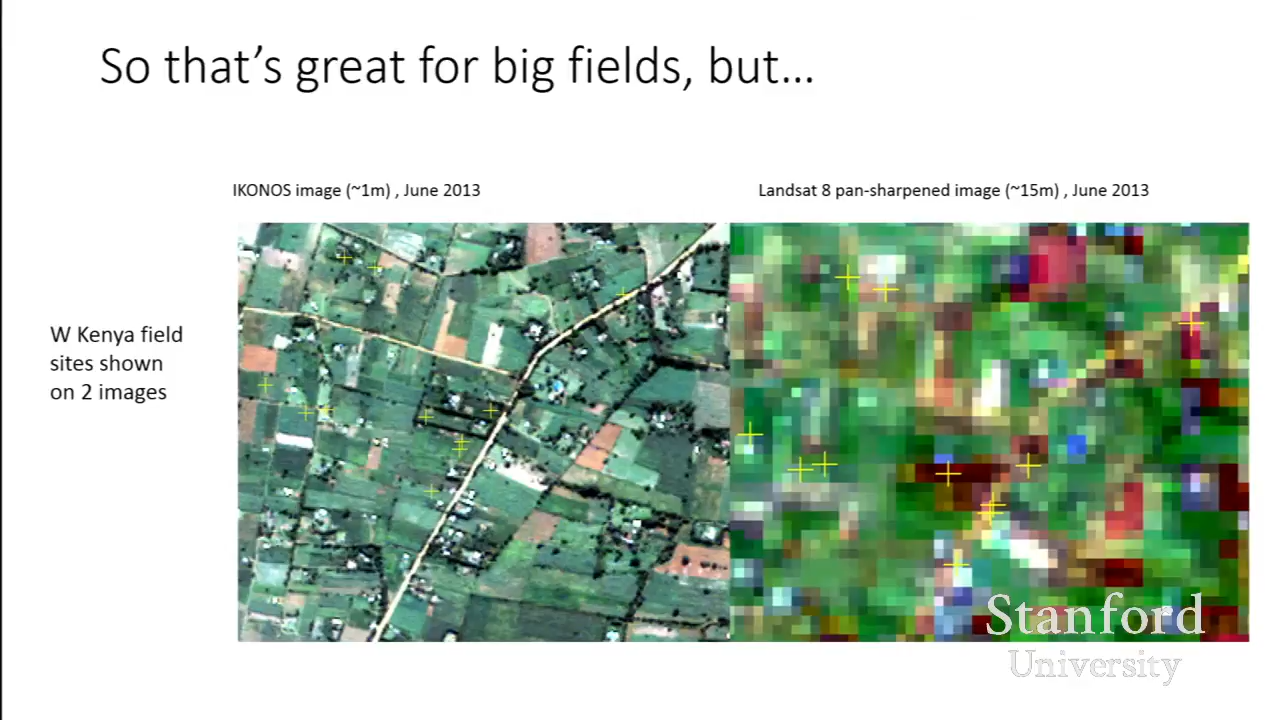 So that's great for big fields, but…
IKONOS image (~1m) , June 2013
Landsat 8 pan-sharpened image (~15m) , June 2013
W Kenya field
sites shown
on 2 images
Stanford
University